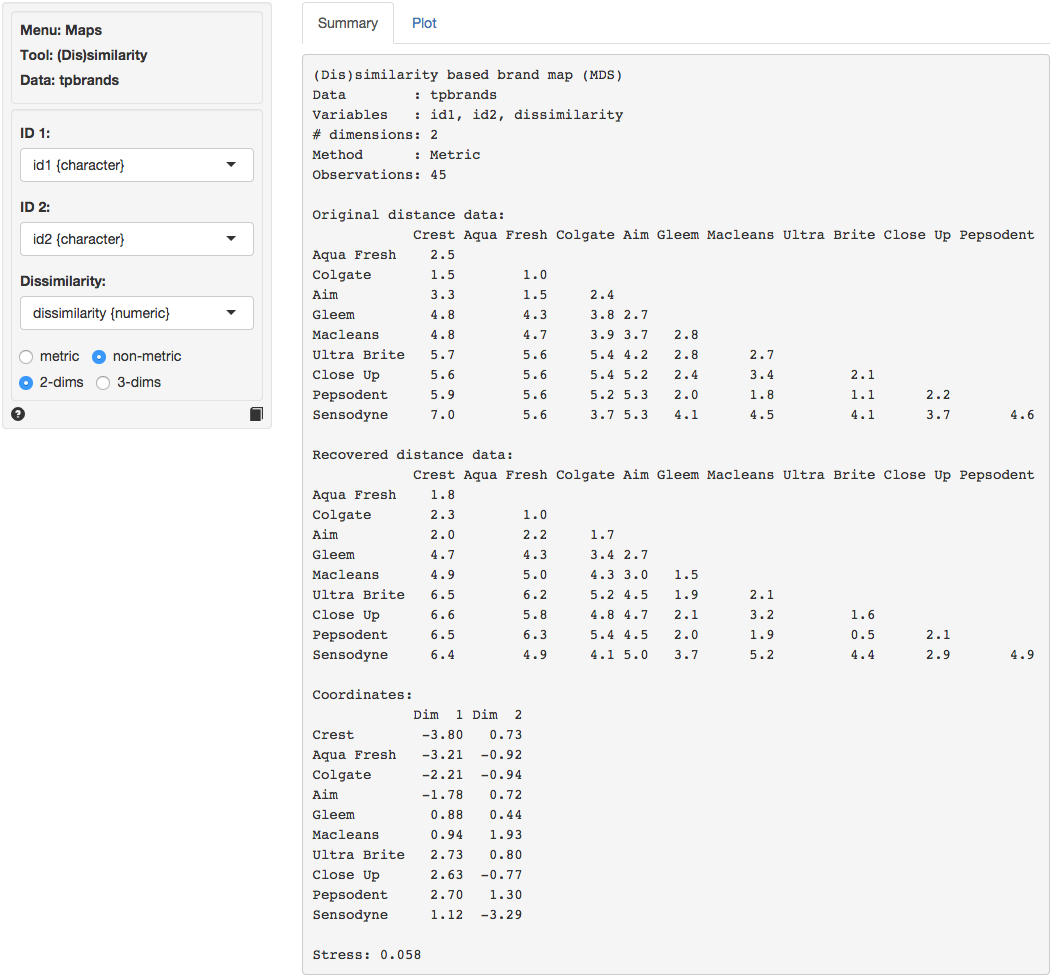 Menu: Maps
Tool: (Dis)similarity
Data: tpbrands
ID 1:
id1 {character}
ID 2:
id2 {character}
Dissimilarity:
dissimilarity {numeric}
metric non-metric
2-dims 3-dims
?
Summary Plot
(Dis)similarity based brand map (MDS)
Data        : tpbrands
Variables   : id1, id2, dissimilarity
# dimensions: 2
Method      : Metric
Observations: 45
Original distance data:
            Crest Aqua Fresh Colgate Aim Gleem Macleans Ultra Brite Close Up Pepsodent
Aqua Fresh    2.5
Colgate       1.5        1.0
Aim           3.3        1.5     2.4
Gleem         4.8        4.3     3.8 2.7
Macleans      4.8        4.7     3.9 3.7   2.8
Ultra Brite   5.7        5.6     5.4 4.2   2.8      2.7
Close Up      5.6        5.6     5.4 5.2   2.4      3.4         2.1
Pepsodent     5.9        5.6     5.2 5.3   2.0      1.8         1.1      2.2
Sensodyne     7.0        5.6     3.7 5.3   4.1      4.5         4.1      3.7       4.6
Recovered distance data:
            Crest Aqua Fresh Colgate Aim Gleem Macleans Ultra Brite Close Up Pepsodent
Aqua Fresh    1.8
Colgate       2.3        1.0
Aim           2.0        2.2     1.7
Gleem         4.7        4.3     3.4 2.7
Macleans      4.9        5.0     4.3 3.0   1.5
Ultra Brite   6.5        6.2     5.2 4.5   1.9      2.1
Close Up      6.6        5.8     4.8 4.7   2.1      3.2         1.6
Pepsodent     6.5        6.3     5.4 4.5   2.0      1.9         0.5      2.1
Sensodyne     6.4        4.9     4.1 5.0   3.7      5.2         4.4      2.9       4.9
Coordinates:
            Dim  1 Dim  2
Crest        -3.80   0.73
Aqua Fresh   -3.21  -0.92
Colgate      -2.21  -0.94
Aim          -1.78   0.72
Gleem         0.88   0.44
Macleans      0.94   1.93
Ultra Brite   2.73   0.80
Close Up      2.63  -0.77
Pepsodent     2.70   1.30
Sensodyne     1.12  -3.29
Stress: 0.058